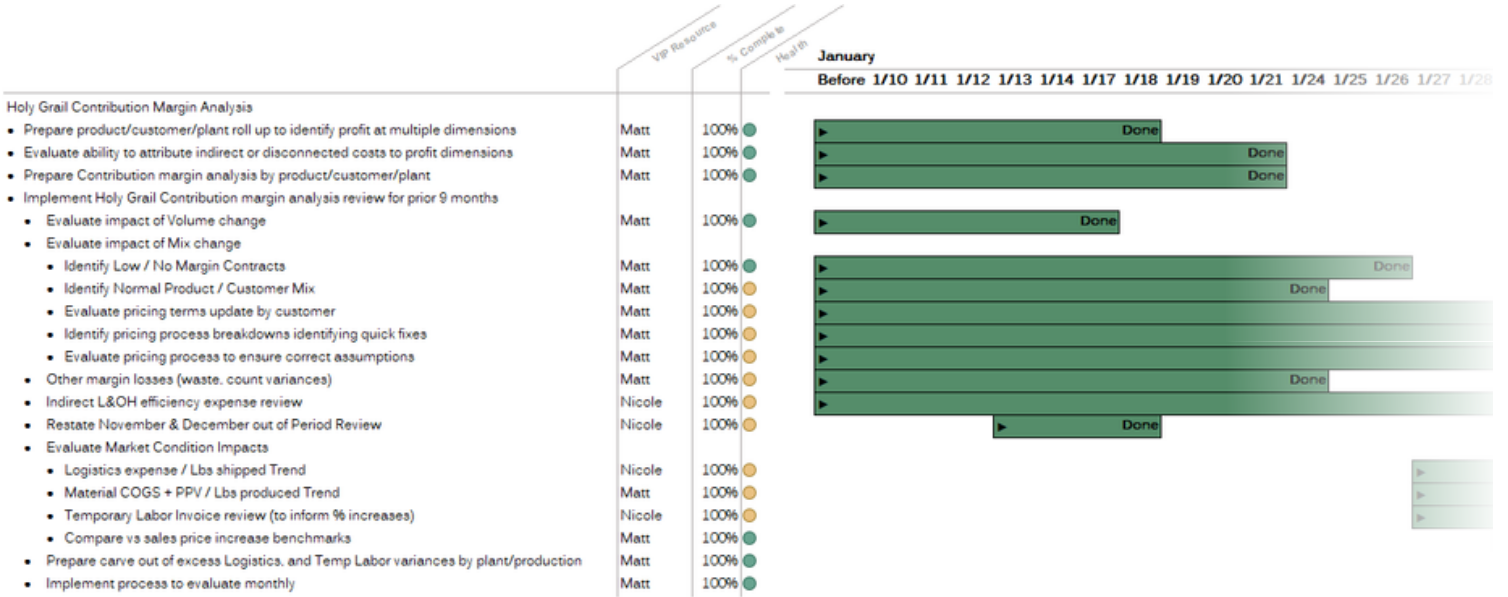 VIP Resource
% Complete
Health
January
Before 1/10 1/11 1/12 1/13 1/14 1/17 1/18 1/19 1/20 1/21 1/24 1/25 1/26 1/27 1/28
Holy Grail Contribution Margin Analysis
• Prepare product/customer/plant roll up to identify profit at multiple dimensions Matt 100% Done
• Evaluate ability to attribute indirect or disconnected costs to profit dimensions Matt 100% Done
• Prepare Contribution margin analysis by product/customer/plant Matt 100% Done
• Implement Holy Grail Contribution margin analysis review for prior 9 months
• Evaluate impact of Volume change Matt 100% Done
• Evaluate impact of Mix change
• Identify Low / No Margin Contracts Matt 100% Done
• Identify Normal Product / Customer Mix Matt 100% Done
• Evaluate pricing terms update by customer Matt 100%
• Identify pricing process breakdowns identifying quick fixes Matt 100%
• Evaluate pricing process to ensure correct assumptions Matt 100%
• Other margin losses (waste, count variances) Matt 100% Done
• Indirect L&OH efficiency expense review Nicole 100%
• Restate November & December out of Period Review Nicole 100% Done
• Evaluate Market Condition Impacts
• Logistics expense / Lbs shipped Trend Nicole 100%
• Material COGS + PPV / Lbs produced Trend Matt 100%
• Temporary Labor Invoice review (to inform % increases) Nicole 100%
• Compare vs sales price increase benchmarks Matt 100%
• Prepare carve out of excess Logistics, and Temp Labor variances by plant/production Matt 100%
• Implement process to evaluate monthly Matt 100%